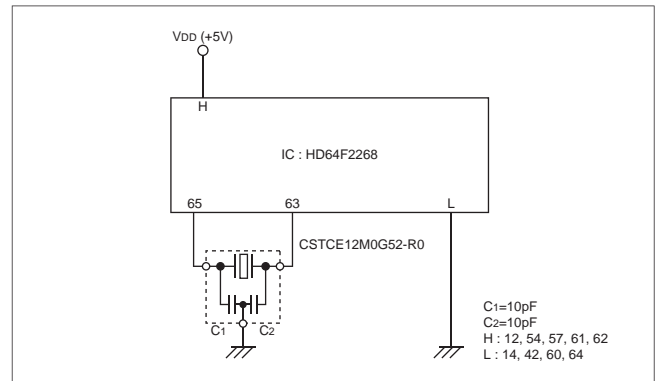 VDD (+5V)
H
IC : HD64F2268
65
63
L
CSTCE12M0G52-R0
C1
C2
C1=10pF
C2=10pF
H : 12, 54, 57, 61, 62
L : 14, 42, 60, 64